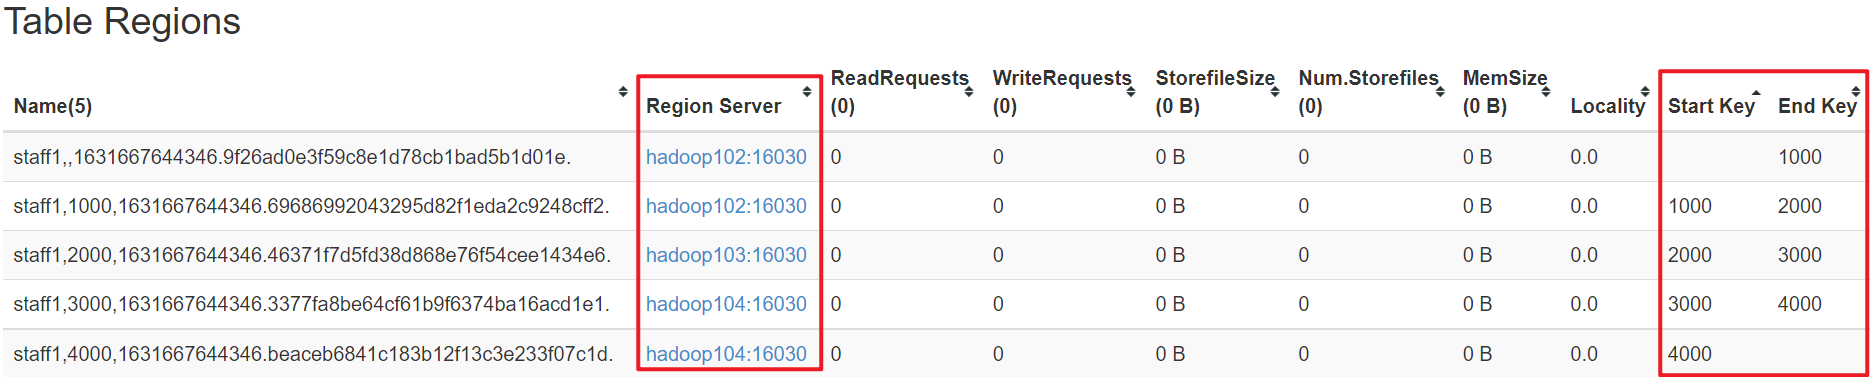 Table Regions
Name(5) Region Server ReadRequests (0) WriteRequests (0) StorefileSize (0 B) Num.Storefiles (0) MemSize (0 B) Locality Start Key End Key
staff1,,1631667644346.9f26ad0e3f59c8e1d78cb1bad5b1d01e. hadoop102:16030 0 0 0 B 0 0 B 0.0 1000
staff1,1000,1631667644346.69686992043295d82f1eda2c9248cff2. hadoop102:16030 0 0 0 B 0 0 B 0.0 1000 2000
staff1,2000,1631667644346.46371f7d5fd38d868e76f54cee1434e6. hadoop103:16030 0 0 0 B 0 0 B 0.0 2000 3000
staff1,3000,1631667644346.3377fa8be64cf61b9f6374ba16acd1e1. hadoop104:16030 0 0 0 B 0 0 B 0.0 3000 4000
staff1,4000,1631667644346.beaceb6841c183b12f13c3e233f07c1d. hadoop104:16030 0 0 0 B 0 0 B 0.0 4000